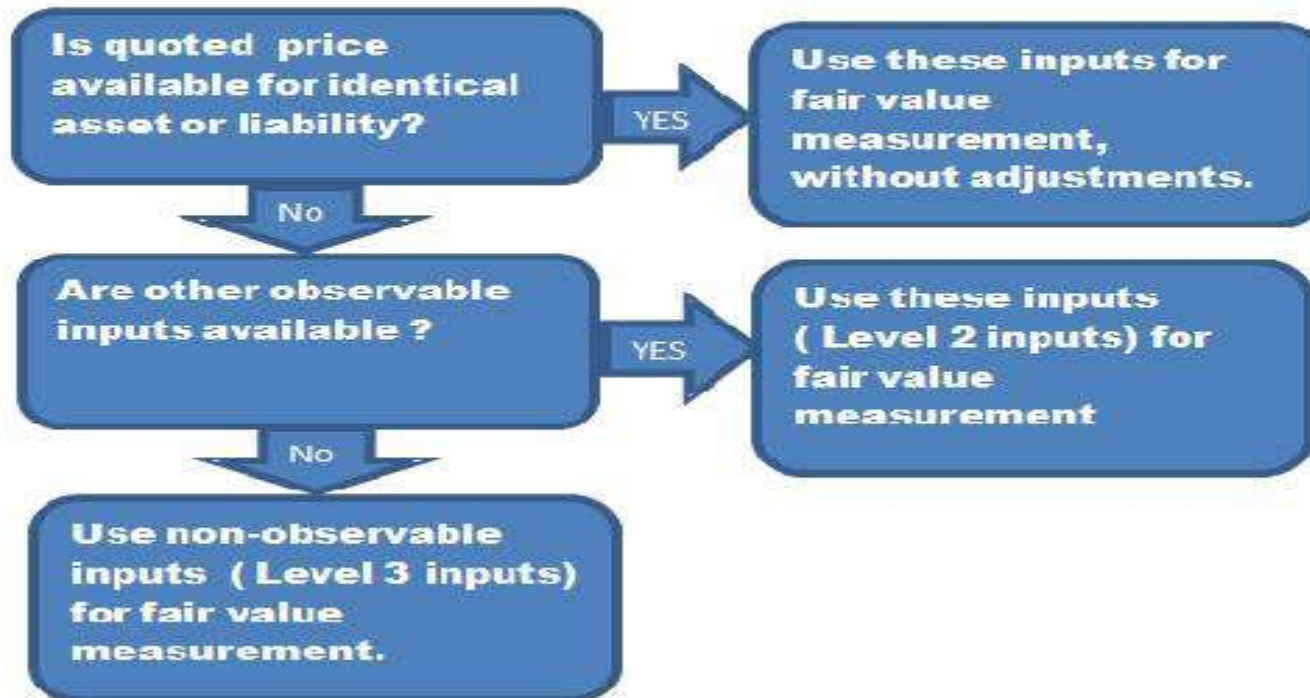 Is quoted price
available for identical
asset or liability?
YES
Use these inputs for
fair value
measurement,
without adjustments.
No
Are other observable
inputs available ?
YES
Use these inputs
( Level 2 inputs) for
fair value
measurement
No
Use non-observable
inputs ( Level 3 inputs)
for fair value
measurement.